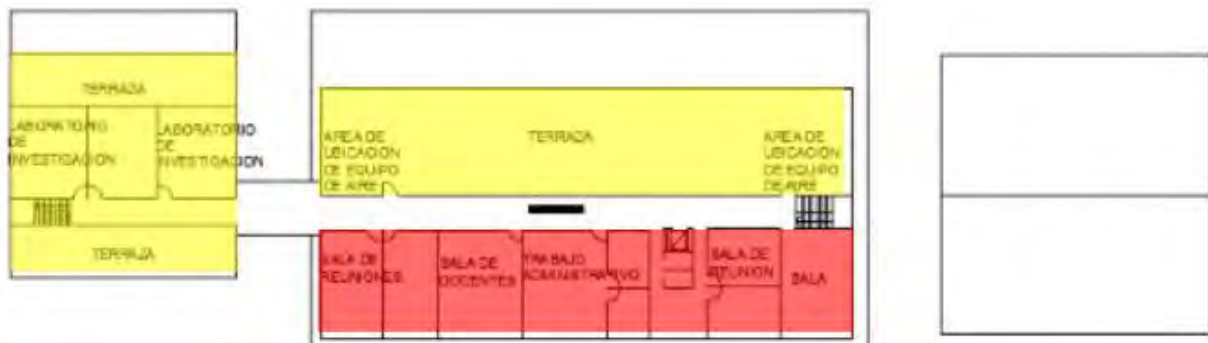 TERRAZA
LABORATORIO
DE
INVESTIGACION
LABORATORIO
DE
INVESTIGACION
TERRAZA
AREA DE
UBICACION
DE EQUIPO
DE AIRE
TERRAZA
AREA DE
UBICACION
DE EQUIPO
DE AIRE
SALA DE
REUNIONES
SALA DE
DOCENTES
TRABAJO
ADMINISTRATIVO
SALA DE
REUNION
SALA